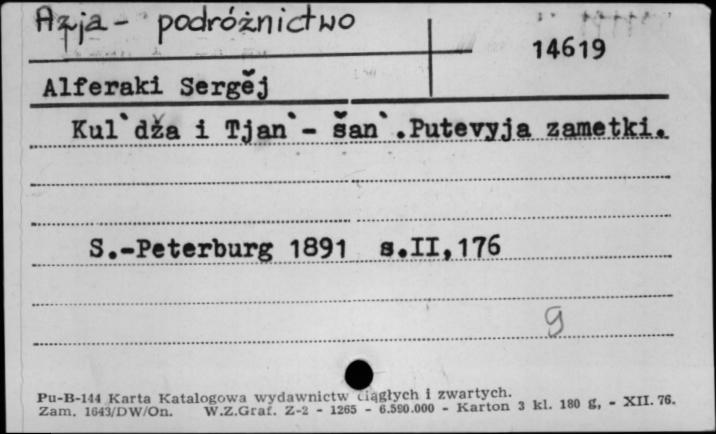 Azja - podróżnictwo
14619
Alferaki Sergěj
Kul`dža i Tjan`- šan`.Putevyja zametki.
S.-Peterburg 1891 s.II,176
g
Pu-B-144 Karta Katalogowa wydawnictw ciągłych i zwartych.
Zam. 1643/DW/On. W.Z.Graf. Z-2 - 1265 - 6.590.000 - Karton 3 kl. 180 g, - XII. 76.